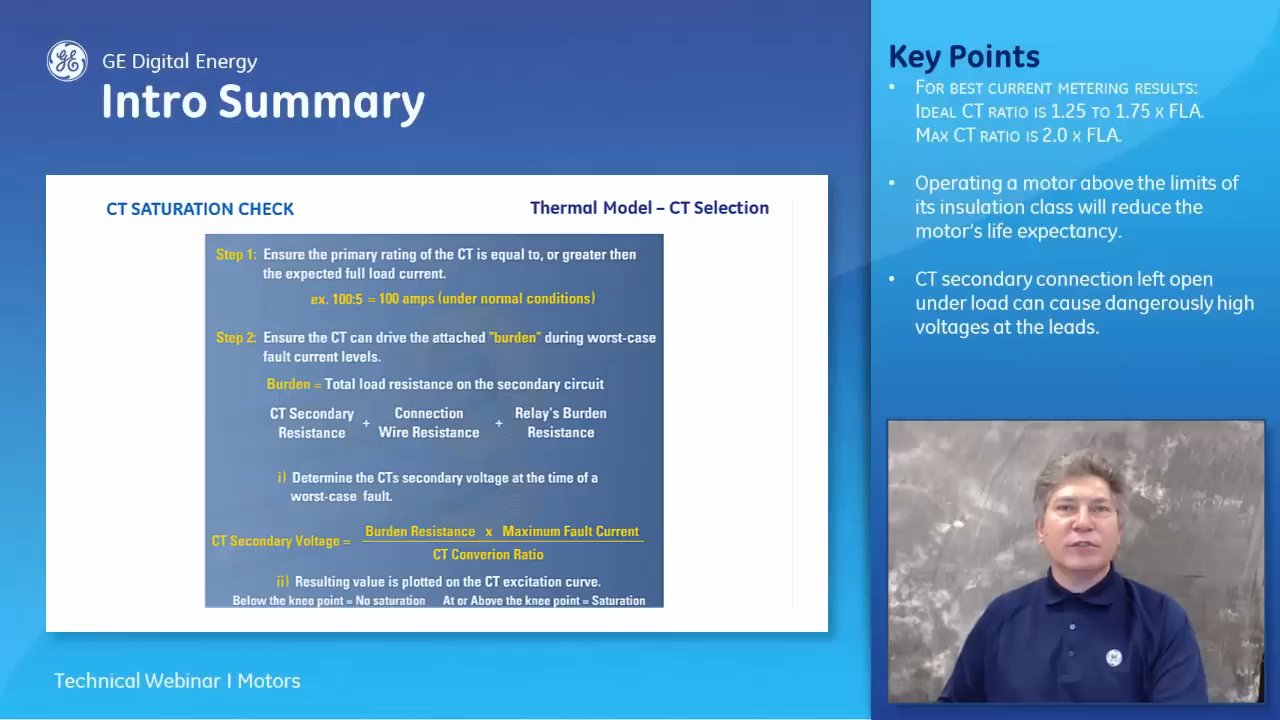 GE Digital Energy
Intro Summary
CT SATURATION CHECK
Thermal Model – CT Selection
Step 1: Ensure the primary rating of the CT is equal to, or greater then
the expected full load current.
ex. 100:5 = 100 amps (under normal conditions)
Step 2: Ensure the CT can drive the attached "burden" during worst-case
fault current levels.
Burden = Total load resistance on the secondary circuit
CT Secondary Resistance + Connection Wire Resistance + Relay's Burden Resistance
i) Determine the CTs secondary voltage at the time of a
worst-case fault.
CT Secondary Voltage = Burden Resistance x Maximum Fault Current
CT Converion Ratio
ii) Resulting value is plotted on the CT excitation curve.
Below the knee point = No saturation At or Above the knee point = Saturation
Technical Webinar | Motors
Key Points
• FOR BEST CURRENT METERING RESULTS:
IDEAL CT RATIO IS 1.25 TO 1.75 X FLA.
MAX CT RATIO IS 2.0 X FLA.
• Operating a motor above the limits of
its insulation class will reduce the
motor's life expectancy.
• CT secondary connection left open
under load can cause dangerously high
voltages at the leads.